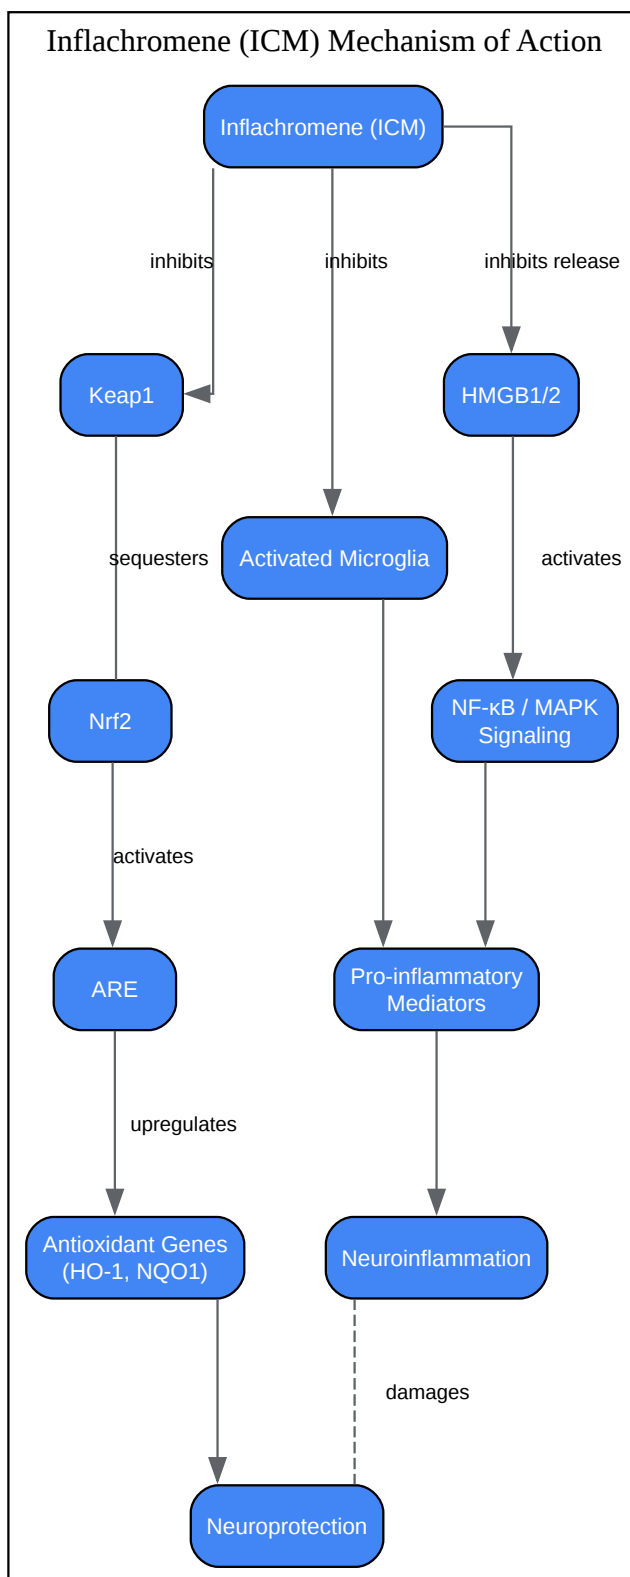 Inflachromene (ICM) Mechanism of Action
Inflachromene (ICM)
inhibits
inhibits
inhibits release
Keap1
HMGB1/2
sequesters
Activated Microglia
activates
Nrf2
NF-κB / MAPK
Signaling
activates
ARE
Pro-inflammatory
Mediators
upregulates
Antioxidant Genes
(HO-1, NQO1)
Neuroinflammation
damages
Neuroprotection